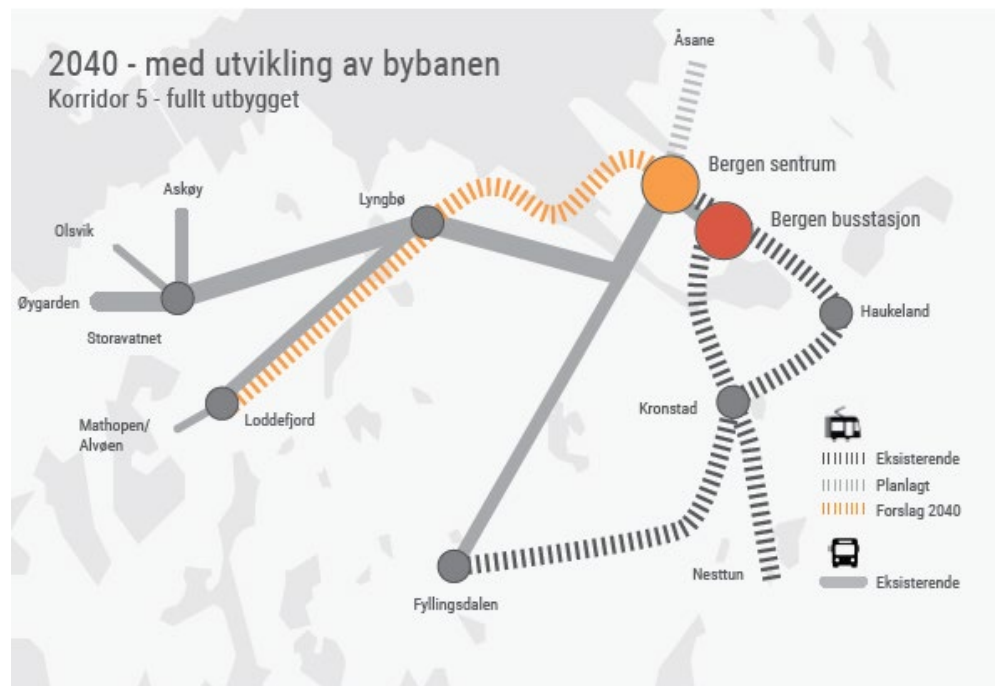 2040 - med utvikling av bybanen
Korridor 5 - fullt utbygget
Åsane
Bergen sentrum
Bergen busstasjon
Askøy
Lyngbø
Olsvik
Øygarden
Storavatnet
Haukeland
Mathopen/
Alvøen
Loddefjord
Kronstad
Eksisterende
Planlagt
Forslag 2040
Nesttun
Eksisterende
Fyllingsdalen